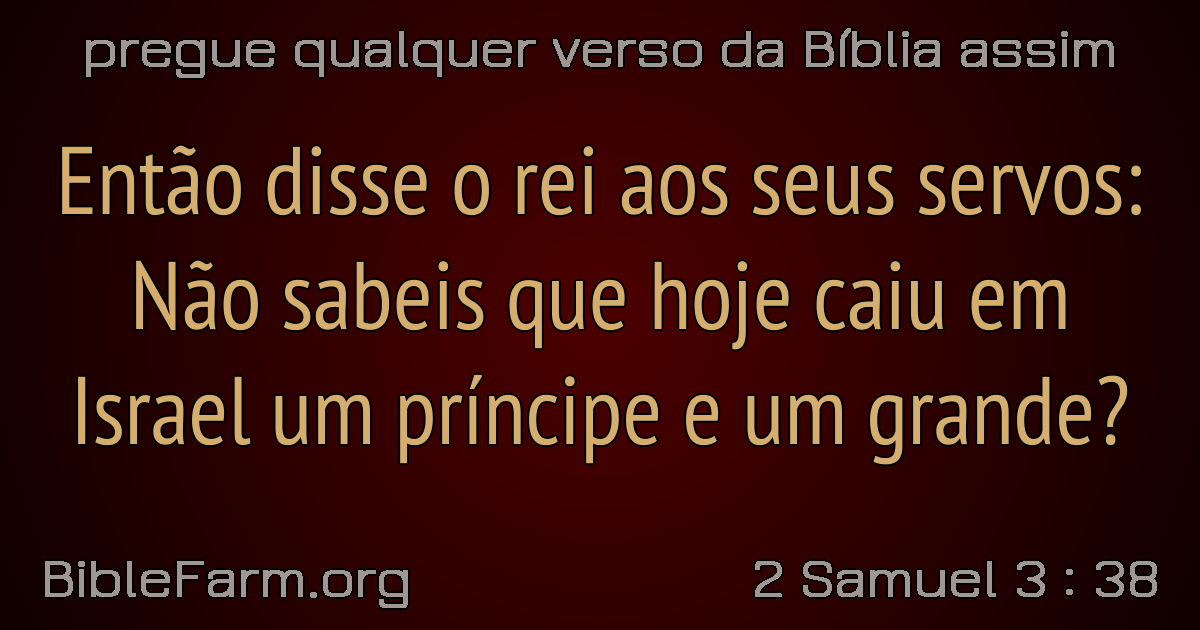 pregue qualquer verso da Bíblia assim
Então disse o rei aos seus servos:
Não sabeis que hoje caiu em
Israel um príncipe e um grande?
BibleFarm.org
2 Samuel 3 : 38